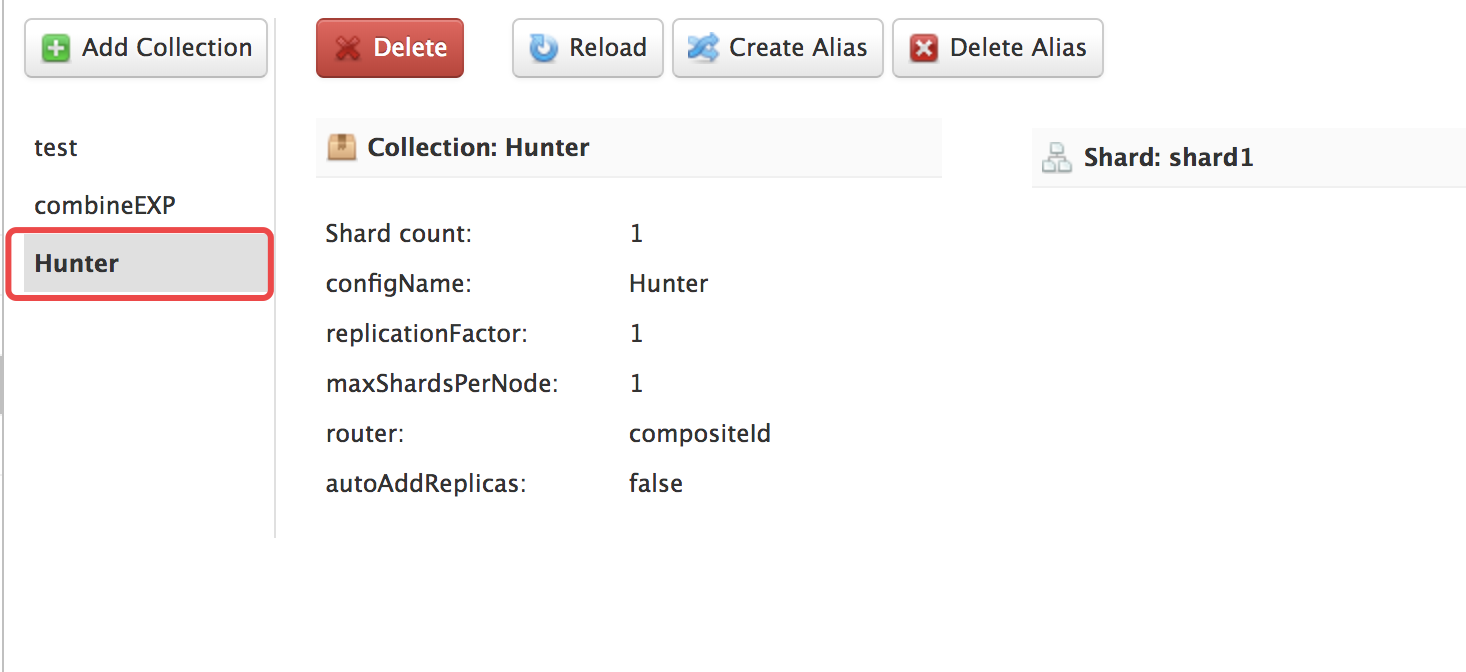 Add Collection
Delete
Reload
Create Alias
Delete Alias
test
combineEXP
Hunter
Collection: Hunter
Shard count: 1
configName: Hunter
replicationFactor: 1
maxShardsPerNode: 1
router: compositeId
autoAddReplicas: false
Shard: shard1